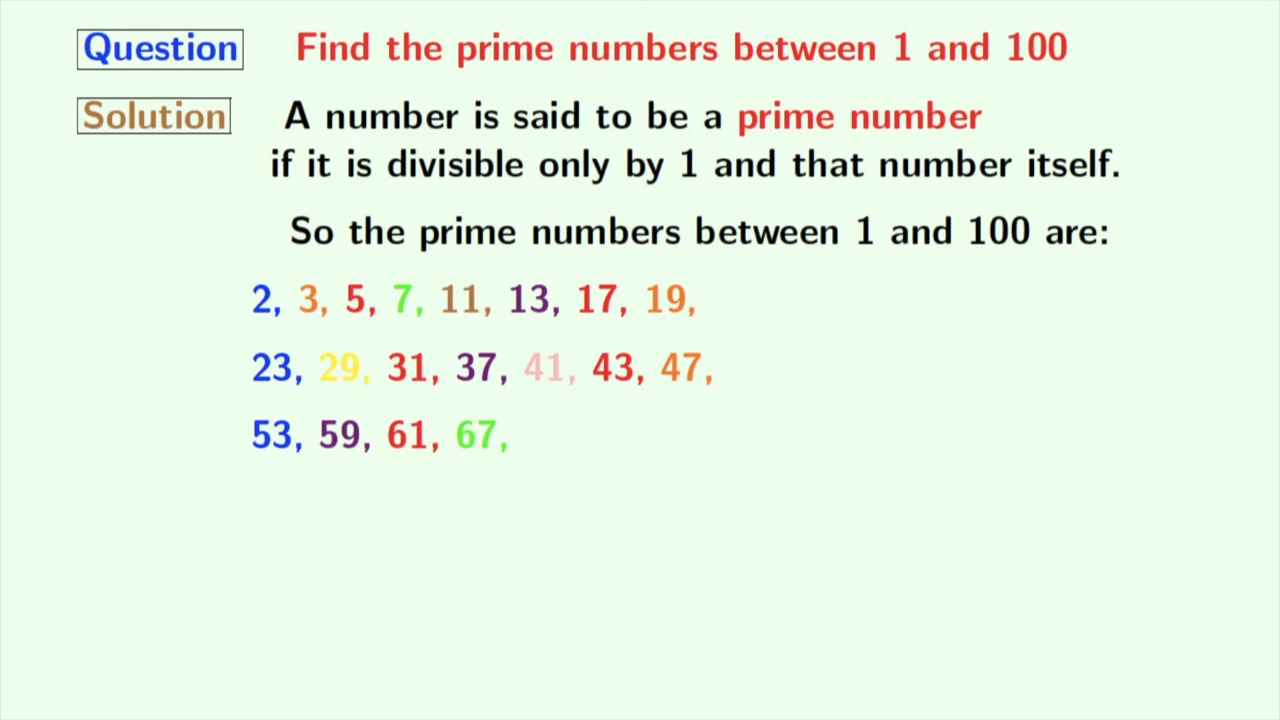 Question Find the prime numbers between 1 and 100
Solution A number is said to be a prime number
if it is divisible only by 1 and that number itself.
So the prime numbers between 1 and 100 are:
2, 3, 5, 7, 11, 13, 17, 19,
23, 29, 31, 37, 41, 43, 47,
53, 59, 61, 67,